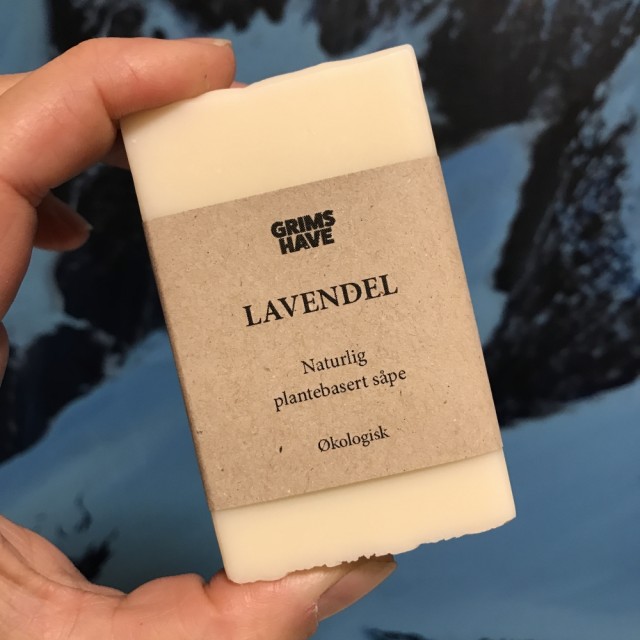 GRIMS
HAVE
LAVENDEL
Naturlig
plantebasert såpe
Økologisk